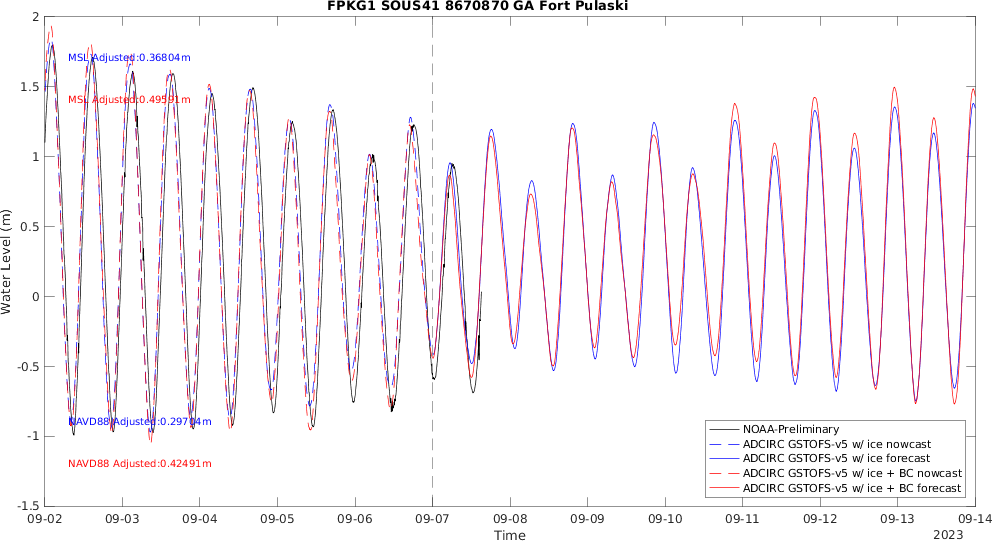 FPKG1 SOUS41 8670870 GA Fort Pulaski
Water Level (m)
2
1.5
1
0.5
0
-0.5
-1
-1.5
MSL Adjusted:0.36804m
MSL Adjusted:0.49591m
NAVD88 Adjusted:0.29704m
NAVD88 Adjusted:0.42491m
NOAA-Preliminary
ADCIRC GSTOFS-v5 w/ ice nowcast
ADCIRC GSTOFS-v5 w/ ice forecast
ADCIRC GSTOFS-v5 w/ ice + BC nowcast
ADCIRC GSTOFS-v5 w/ ice + BC forecast
09-02 09-03 09-04 09-05 09-06 09-07 09-08 09-09 09-10 09-11 09-12 09-13 09-14
Time
2023